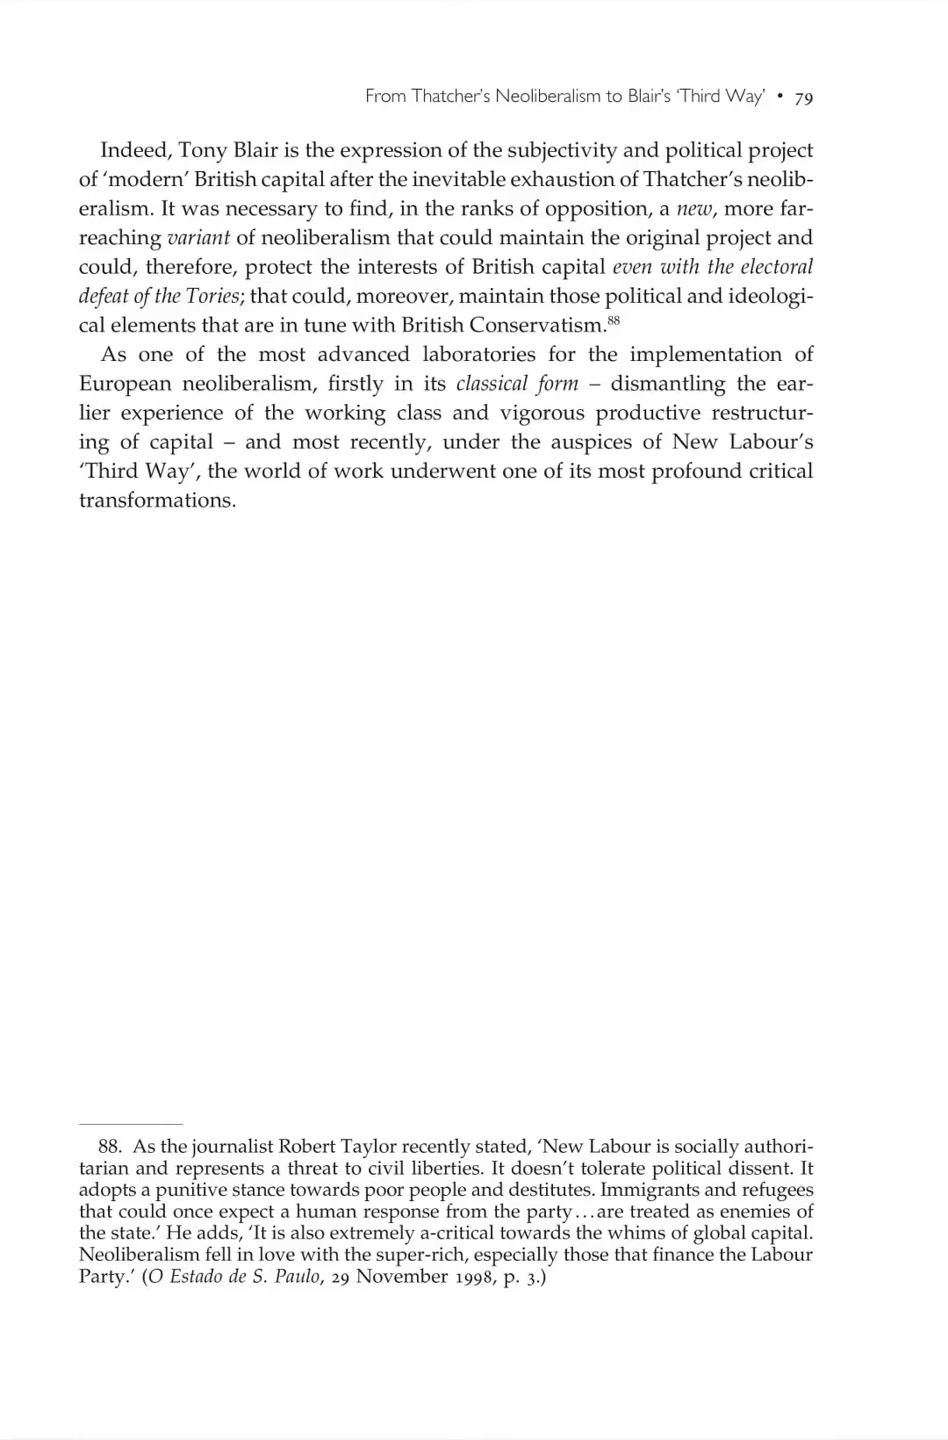 From Thatcher's Neoliberalism to Blair's 'Third Way' • 79
Indeed, Tony Blair is the expression of the subjectivity and political project
of 'modern' British capital after the inevitable exhaustion of Thatcher's neolib-
eralism. It was necessary to find, in the ranks of opposition, a new, more far-
reaching variant of neoliberalism that could maintain the original project and
could, therefore, protect the interests of British capital even with the electoral
defeat of the Tories; that could, moreover, maintain those political and ideologi-
cal elements that are in tune with British Conservatism.88
As one of the most advanced laboratories for the implementation of
European neoliberalism, firstly in its classical form – dismantling the ear-
lier experience of the working class and vigorous productive restructur-
ing of capital – and most recently, under the auspices of New Labour's
'Third Way', the world of work underwent one of its most profound critical
transformations.
88. As the journalist Robert Taylor recently stated, 'New Labour is socially authori-
tarian and represents a threat to civil liberties. It doesn't tolerate political dissent. It
adopts a punitive stance towards poor people and destitutes. Immigrants and refugees
that could once expect a human response from the party...are treated as enemies of
the state.' He adds, 'It is also extremely a-critical towards the whims of global capital.
Neoliberalism fell in love with the super-rich, especially those that finance the Labour
Party.' (O Estado de S. Paulo, 29 November 1998, p. 3.)